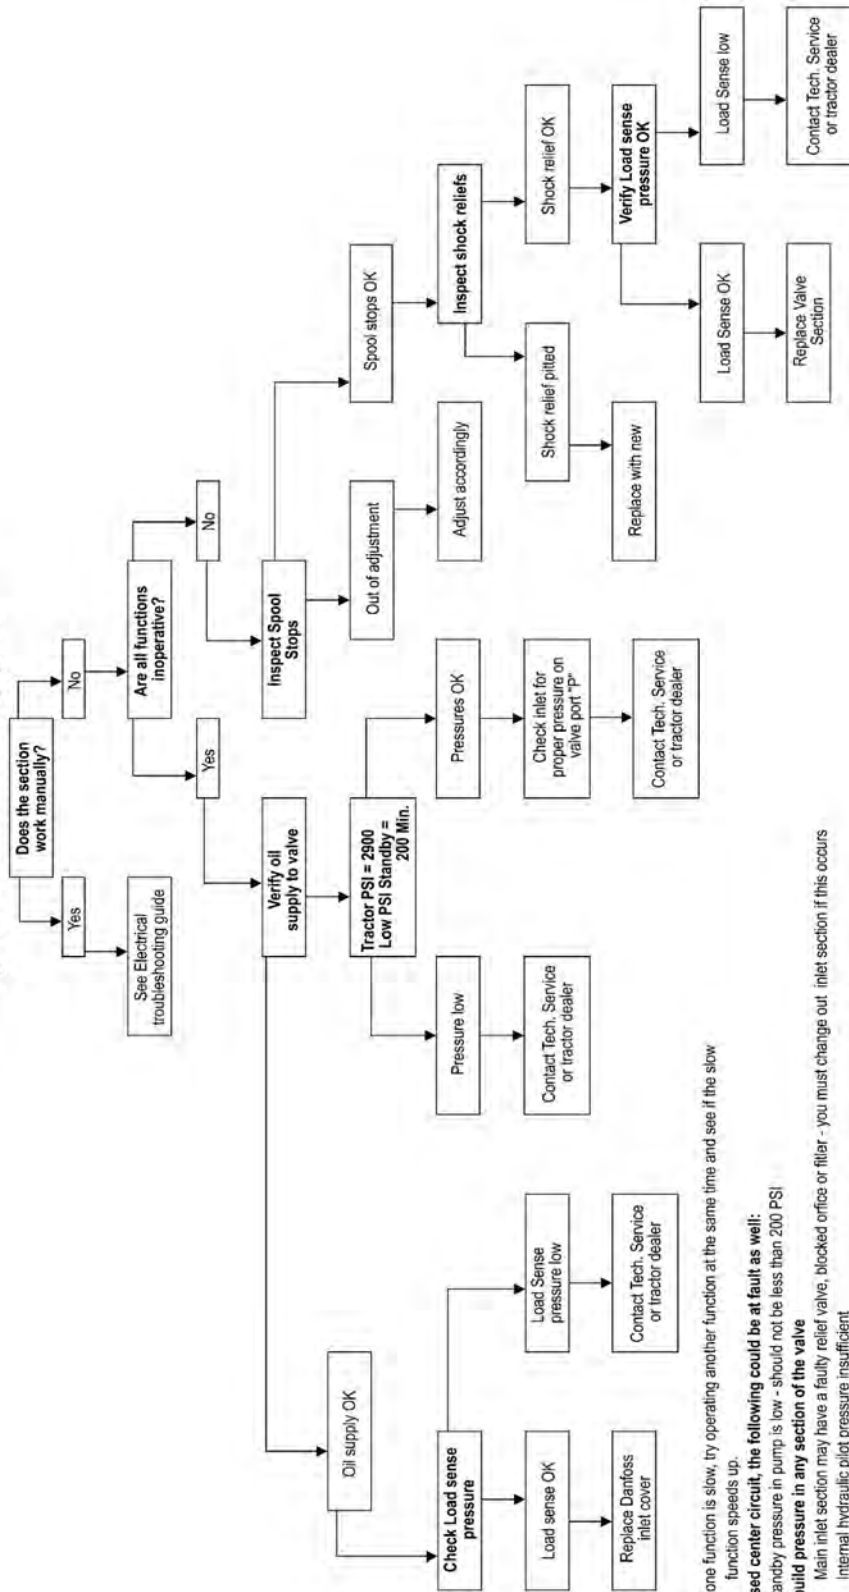 Does the section
work manually?
Yes
No
See Electrical
troubleshooting guide
Are all functions
inoperative?
Yes
No
Verify oil
supply to valve
Inspect Spool
Stops
Oil supply OK
Tractor PSI = 2900
Low PSI Standby =
200 Min.
Out of adjustment
Spool stops OK
Check Load sense
pressure
Pressure low
Pressures OK
Adjust accordingly
Inspect shock reliefs
Load sense OK
Load Sense
pressure low
Contact Tech. Service
or tractor dealer
Check inlet for
proper pressure on
valve port "P"
Shock relief pitted
Shock relief OK
Replace Danfoss
inlet cover
Contact Tech. Service
or tractor dealer
Contact Tech. Service
or tractor dealer
Replace with new
Verify Load sense
pressure OK
Load Sense OK
Load Sense low
Replace Valve
Section
Contact Tech. Service
or tractor dealer
one function is slow, try operating another function at the same time and see if the slow
function speeds up.
sed center circuit, the following could be at fault as well:
andby pressure in pump is low - should not be less than 200 PSI
build pressure in any section of the valve
Main inlet section may have a faulty relief valve, blocked orfice or fitler - you must change out inlet section if this occurs
Internal hydraulic pilot pressure insufficient